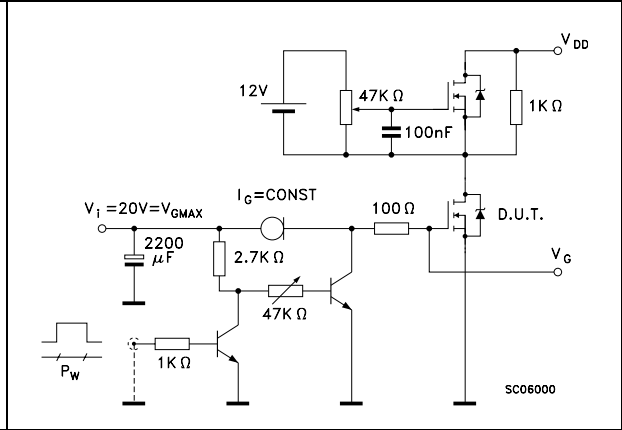 V_DD
12V
47K Ω
1K Ω
100nF
V_i =20V=V_GMAX
I_G=CONST
100 Ω
D.U.T.
2200
μF
2.7K Ω
V_G
47K Ω
1K Ω
P_W
SC06000